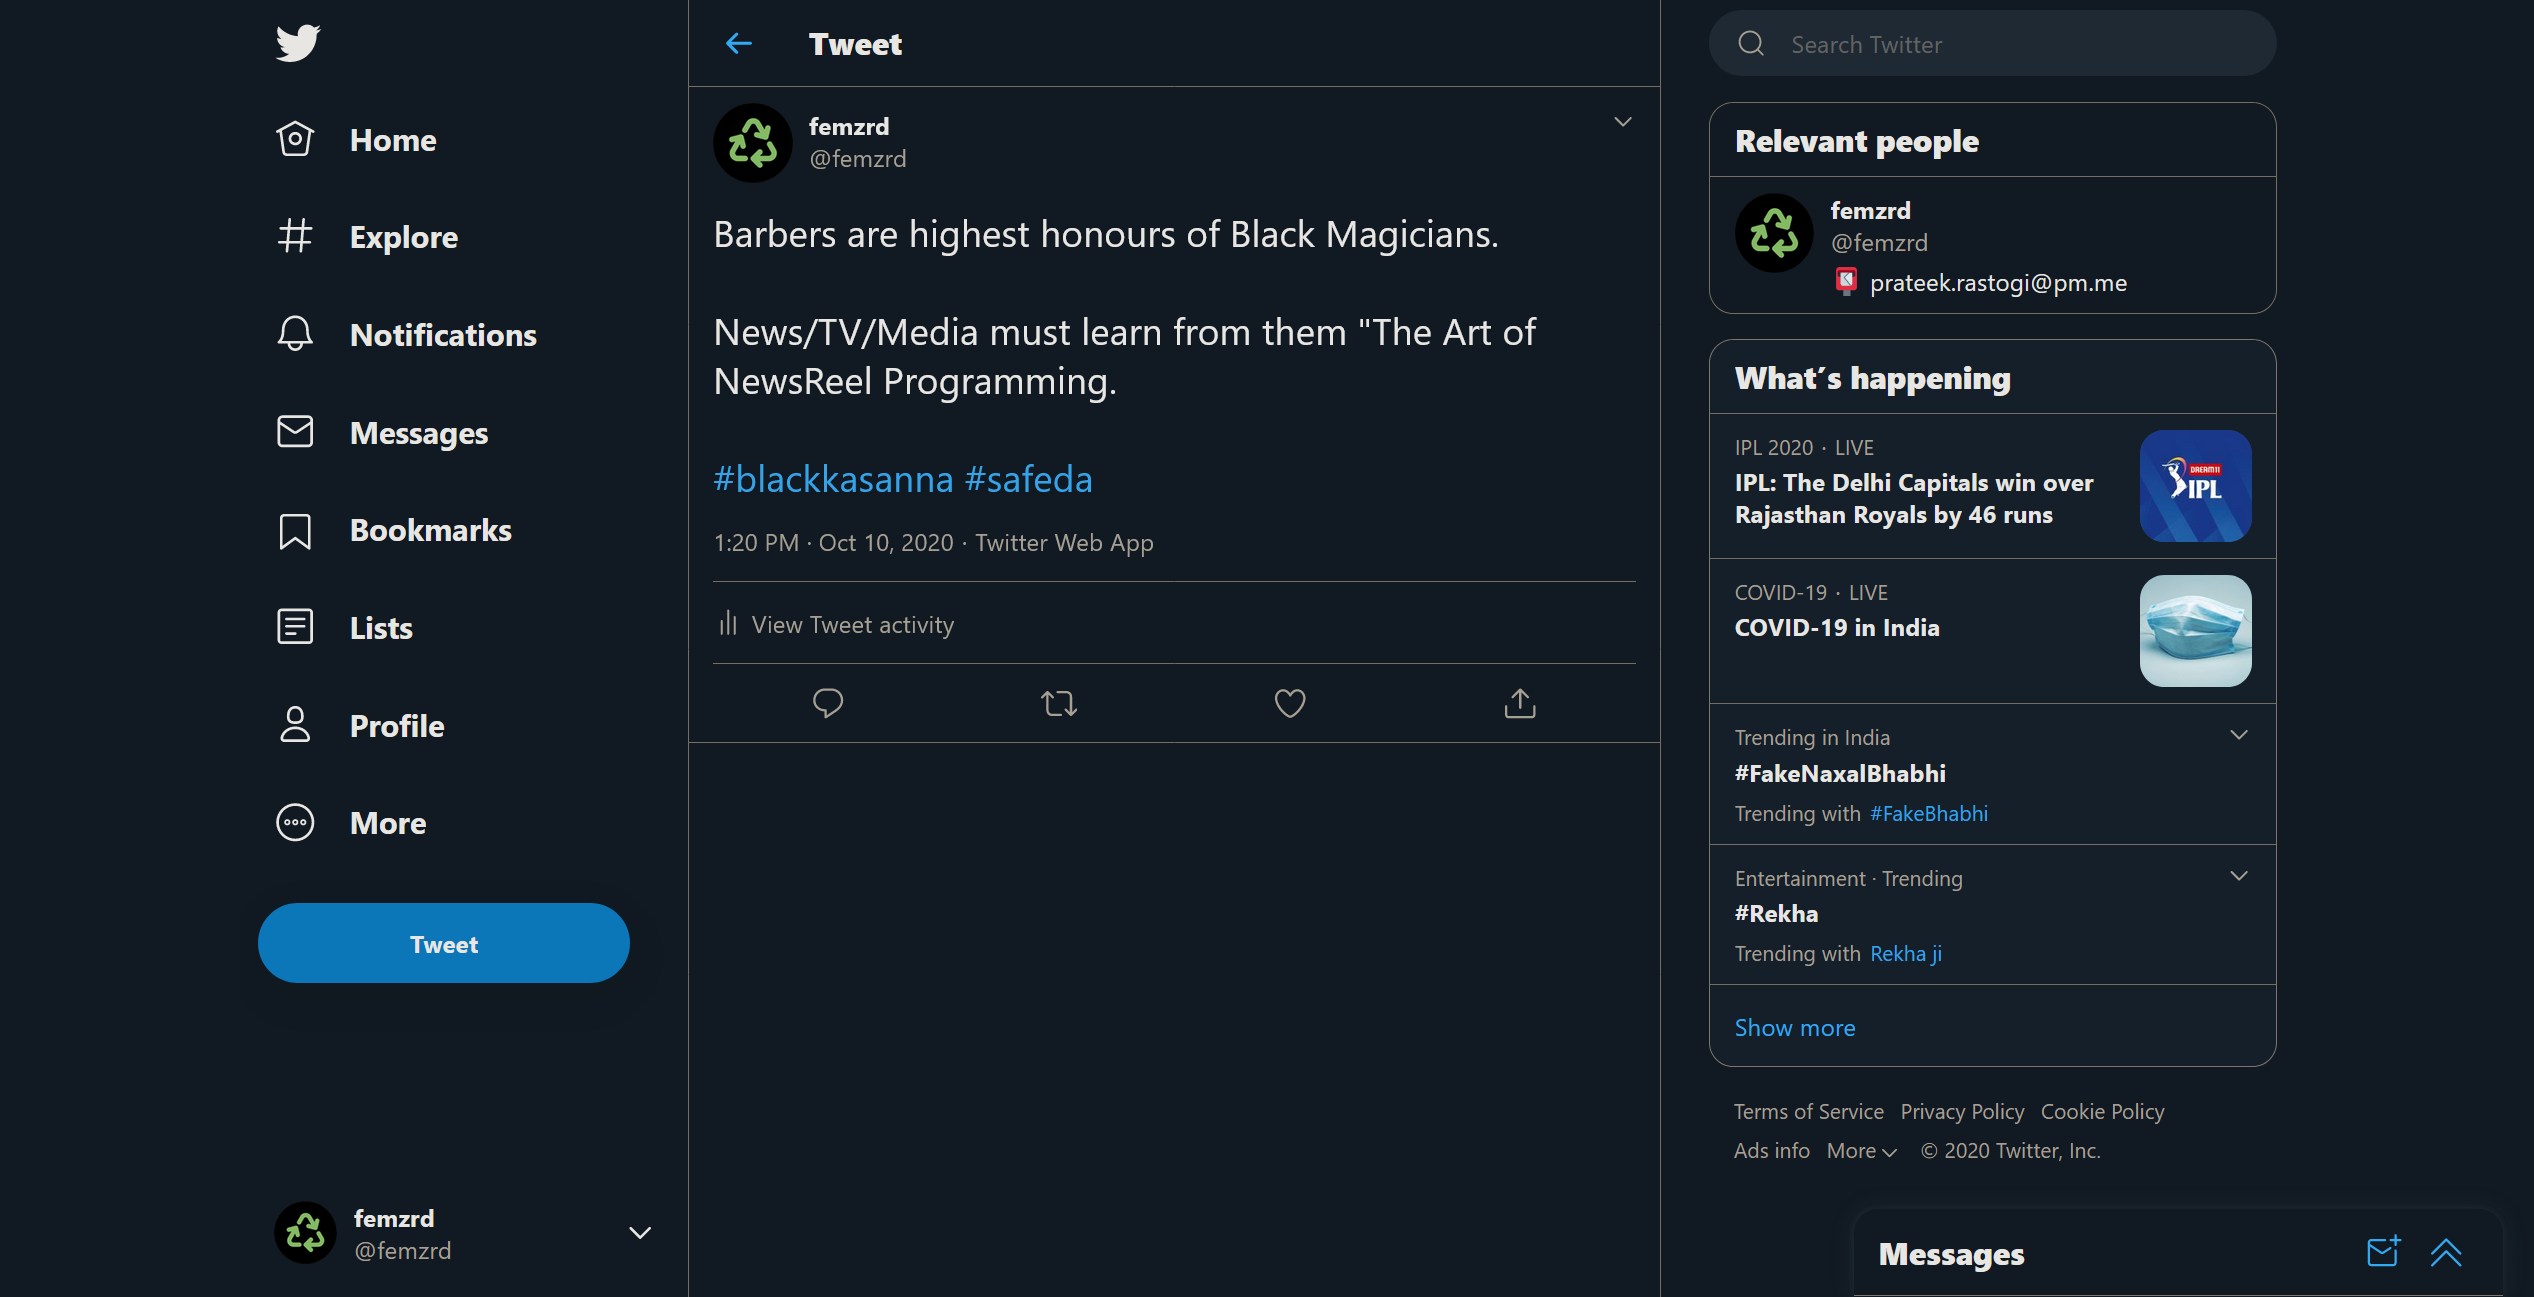 Home
Explore
Notifications
Messages
Bookmarks
Lists
Profile
More
Tweet
femzrd
@femzrd
Tweet
femzrd
@femzrd
Barbers are highest honours of Black Magicians.
News/TV/Media must learn from them "The Art of
NewsReel Programming.
#blackkasanna #safeda
1:20 PM · Oct 10, 2020 · Twitter Web App
View Tweet activity
Search Twitter
Relevant people
femzrd
@femzrd
prateek.rastogi@pm.me
What's happening
IPL 2020 · LIVE
IPL: The Delhi Capitals win over
Rajasthan Royals by 46 runs
DREAM11
IPL
COVID-19 · LIVE
COVID-19 in India
Trending in India
#FakeNaxalBhabhi
Trending with #FakeBhabhi
Entertainment · Trending
#Rekha
Trending with Rekha ji
Show more
Terms of Service Privacy Policy Cookie Policy
Ads info More © 2020 Twitter, Inc.
Messages